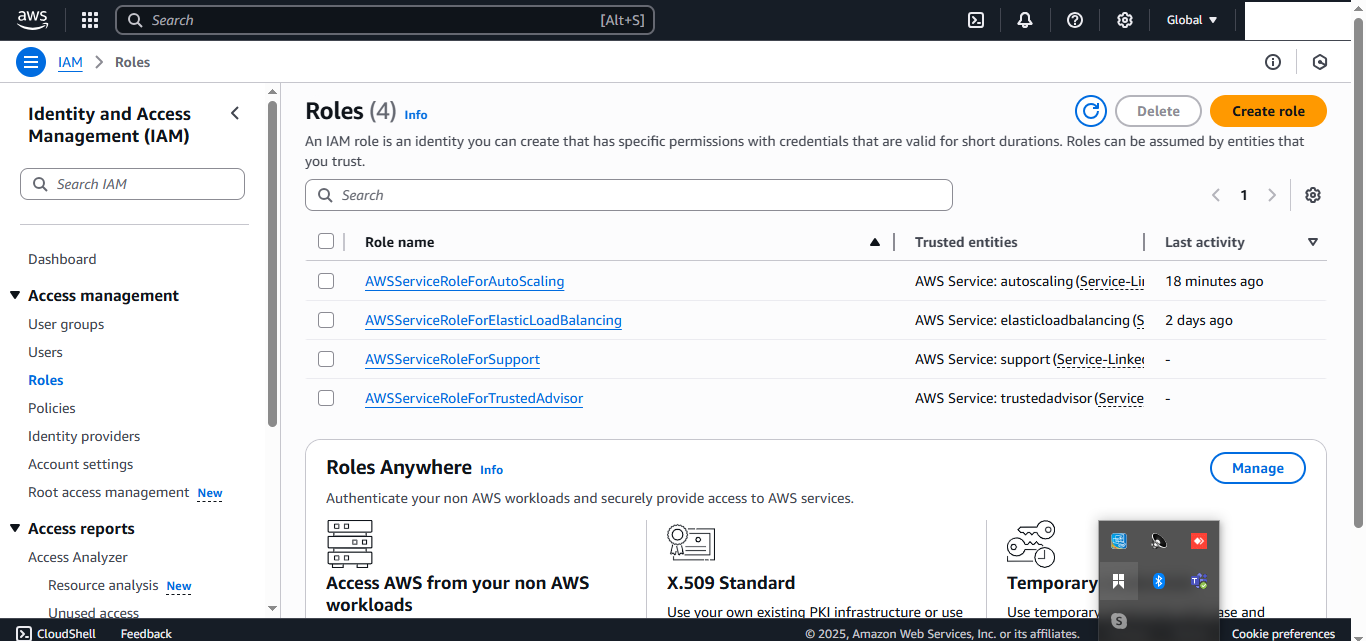 aws
Search [Alt+S]
Global
IAM > Roles
Identity and Access
Management (IAM)
Search IAM
Dashboard
Access management
User groups
Users
Roles
Policies
Identity providers
Account settings
Root access management New
Access reports
Access Analyzer
Resource analysis New
Unused access
Roles (4) Info
Delete
Create role
An IAM role is an identity you can create that has specific permissions with credentials that are valid for short durations. Roles can be assumed by entities that
you trust.
Search
1
Role name Trusted entities Last activity
AWSServiceRoleForAutoScaling AWS Service: autoscaling (Service-Li 18 minutes ago
AWSServiceRoleForElasticLoadBalancing AWS Service: elasticloadbalancing (S 2 days ago
AWSServiceRoleForSupport AWS Service: support (Service-Linke -
AWSServiceRoleForTrustedAdvisor AWS Service: trustedadvisor (Service -
Roles Anywhere Info
Manage
Authenticate your non AWS workloads and securely provide access to AWS services.
Access AWS from your non AWS
workloads
X.509 Standard
Use your own existing PKI infrastructure or use
Temporary
Use temporary
and
CloudShell Feedback © 2025, Amazon Web Services, Inc. or its affiliates. Cookie preferences